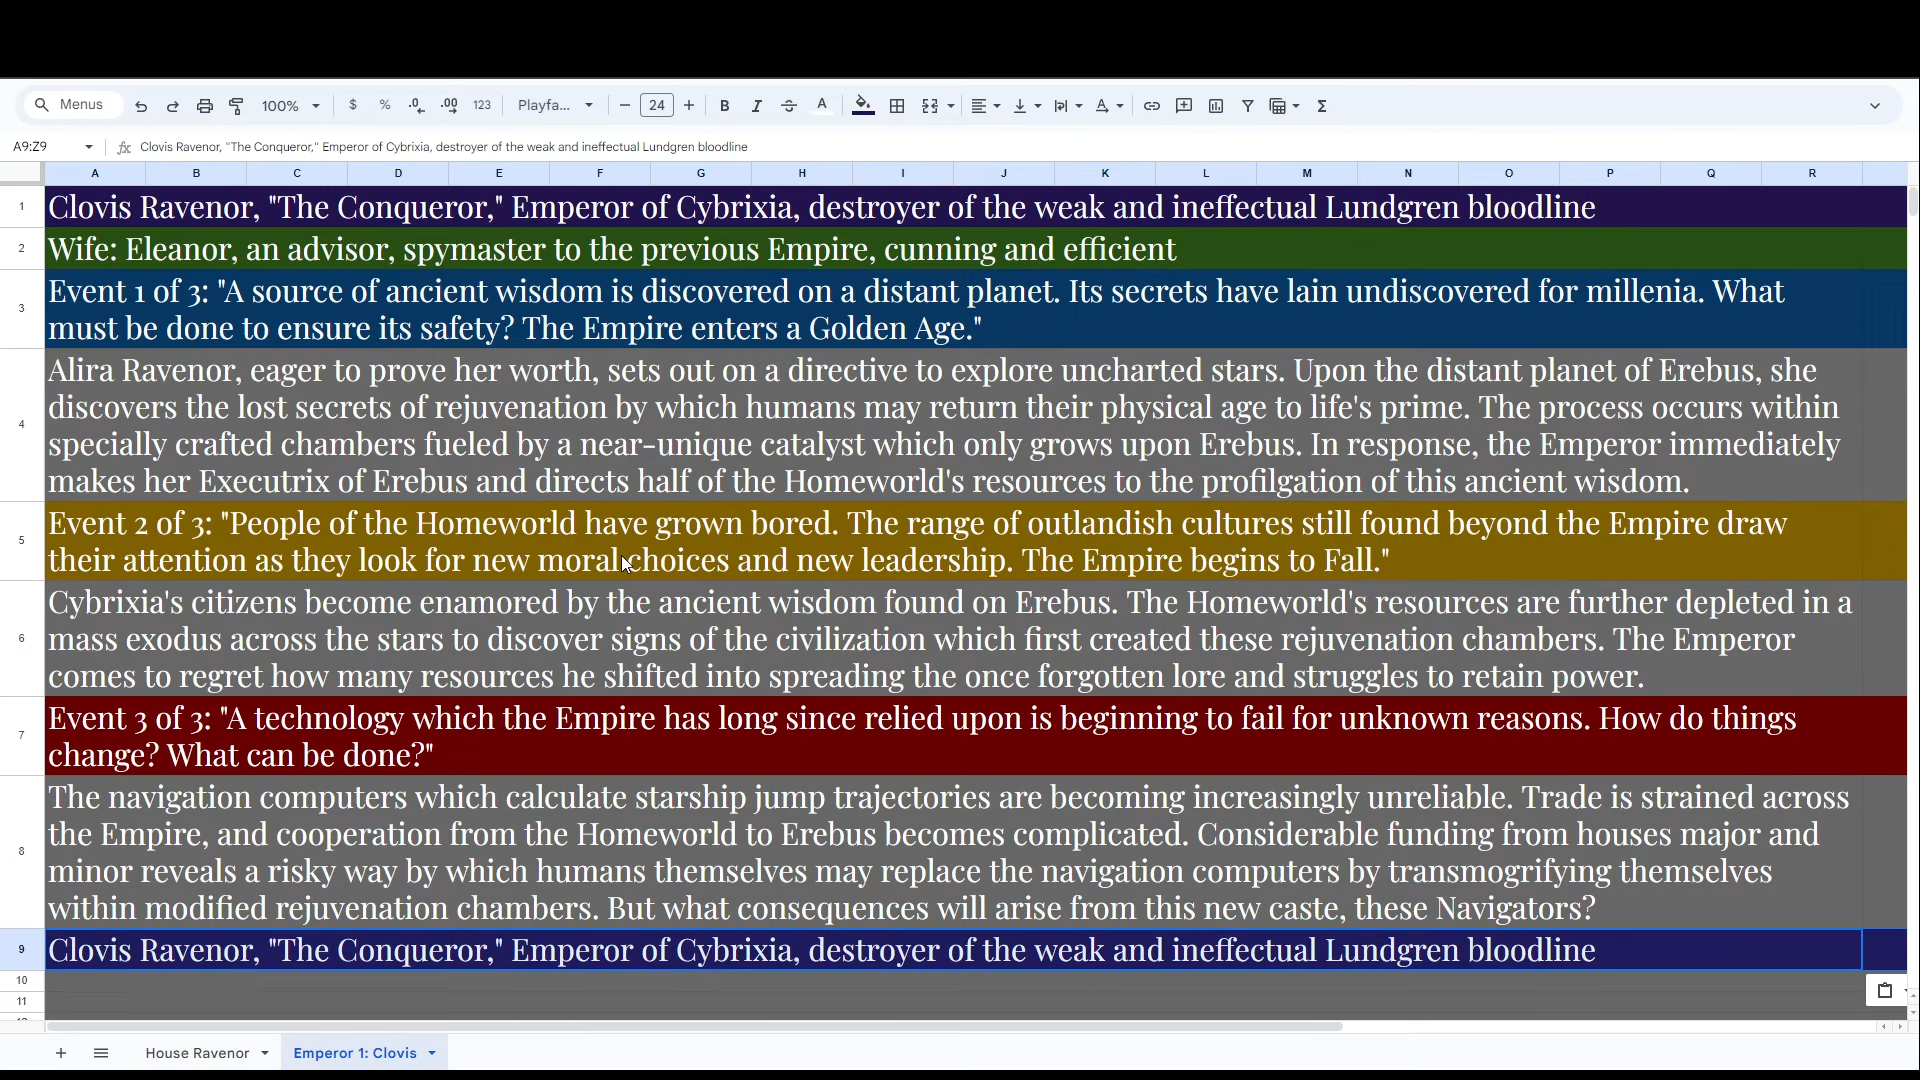 Menus 100% $ % .0 .00 123 Playfa... − 24 + B I S A Σ
A9:Z9 fx Clovis Ravenor, "The Conqueror," Emperor of Cybrixia, destroyer of the weak and ineffectual Lundgren bloodline
A B C D E F G H I J K L M N O P Q R
1 Clovis Ravenor, "The Conqueror," Emperor of Cybrixia, destroyer of the weak and ineffectual Lundgren bloodline
2 Wife: Eleanor, an advisor, spymaster to the previous Empire, cunning and efficient
3 Event 1 of 3: "A source of ancient wisdom is discovered on a distant planet. Its secrets have lain undiscovered for millenia. What
must be done to ensure its safety? The Empire enters a Golden Age."
4 Alira Ravenor, eager to prove her worth, sets out on a directive to explore uncharted stars. Upon the distant planet of Erebus, she
discovers the lost secrets of rejuvenation by which humans may return their physical age to life's prime. The process occurs within
specially crafted chambers fueled by a near-unique catalyst which only grows upon Erebus. In response, the Emperor immediately
makes her Executrix of Erebus and directs half of the Homeworld's resources to the profilgation of this ancient wisdom.
5 Event 2 of 3: "People of the Homeworld have grown bored. The range of outlandish cultures still found beyond the Empire draw
their attention as they look for new moral choices and new leadership. The Empire begins to Fall."
6 Cybrixia's citizens become enamored by the ancient wisdom found on Erebus. The Homeworld's resources are further depleted in a
mass exodus across the stars to discover signs of the civilization which first created these rejuvenation chambers. The Emperor
comes to regret how many resources he shifted into spreading the once forgotten lore and struggles to retain power.
7 Event 3 of 3: "A technology which the Empire has long since relied upon is beginning to fail for unknown reasons. How do things
change? What can be done?"
8 The navigation computers which calculate starship jump trajectories are becoming increasingly unreliable. Trade is strained across
the Empire, and cooperation from the Homeworld to Erebus becomes complicated. Considerable funding from houses major and
minor reveals a risky way by which humans themselves may replace the navigation computers by transmogrifying themselves
within modified rejuvenation chambers. But what consequences will arise from this new caste, these Navigators?
9 Clovis Ravenor, "The Conqueror," Emperor of Cybrixia, destroyer of the weak and ineffectual Lundgren bloodline
10
11
House Ravenor Emperor 1: Clovis